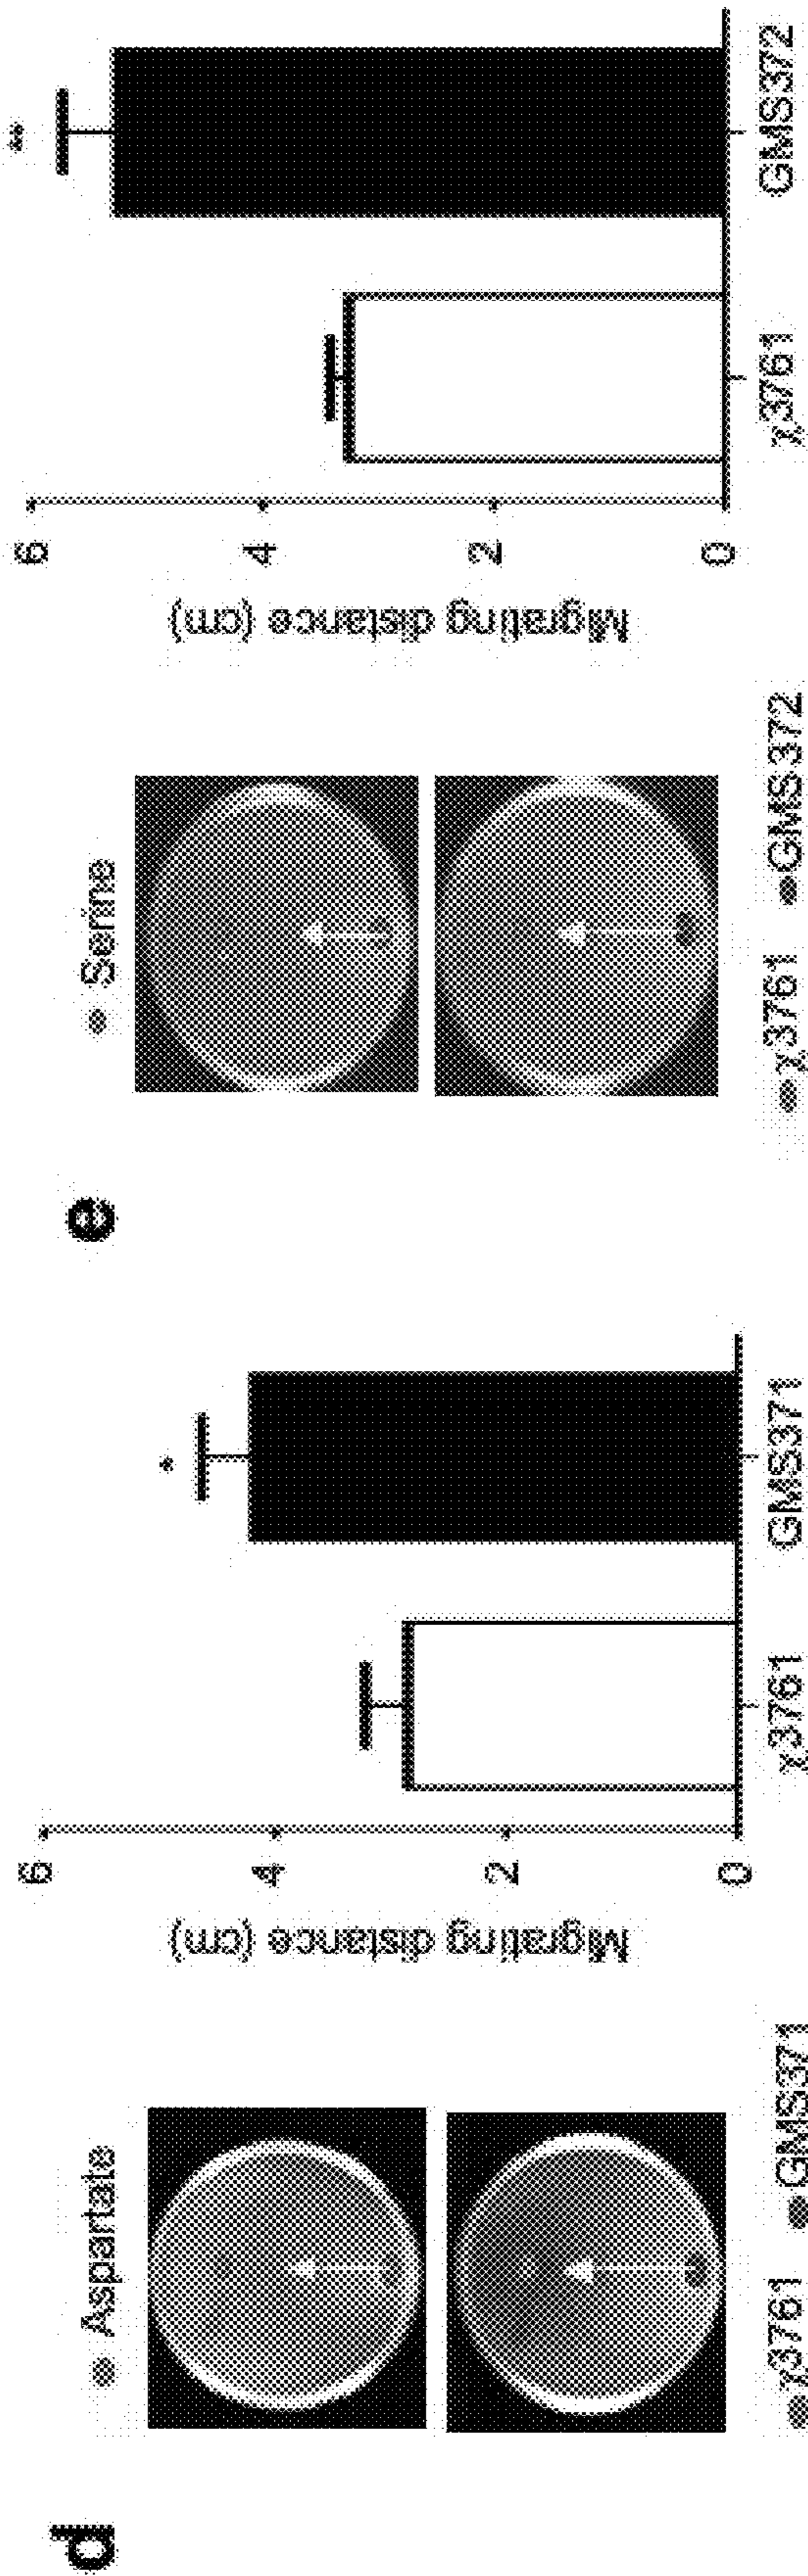 d
Aspartate
χ3761 GMS371
Migrating distance (cm)
6
4
2
0
*
χ3761 GMS371
e
Serine
χ3761 GMS372
Migrating distance (cm)
6
4
2
0
χ3761 GMS372